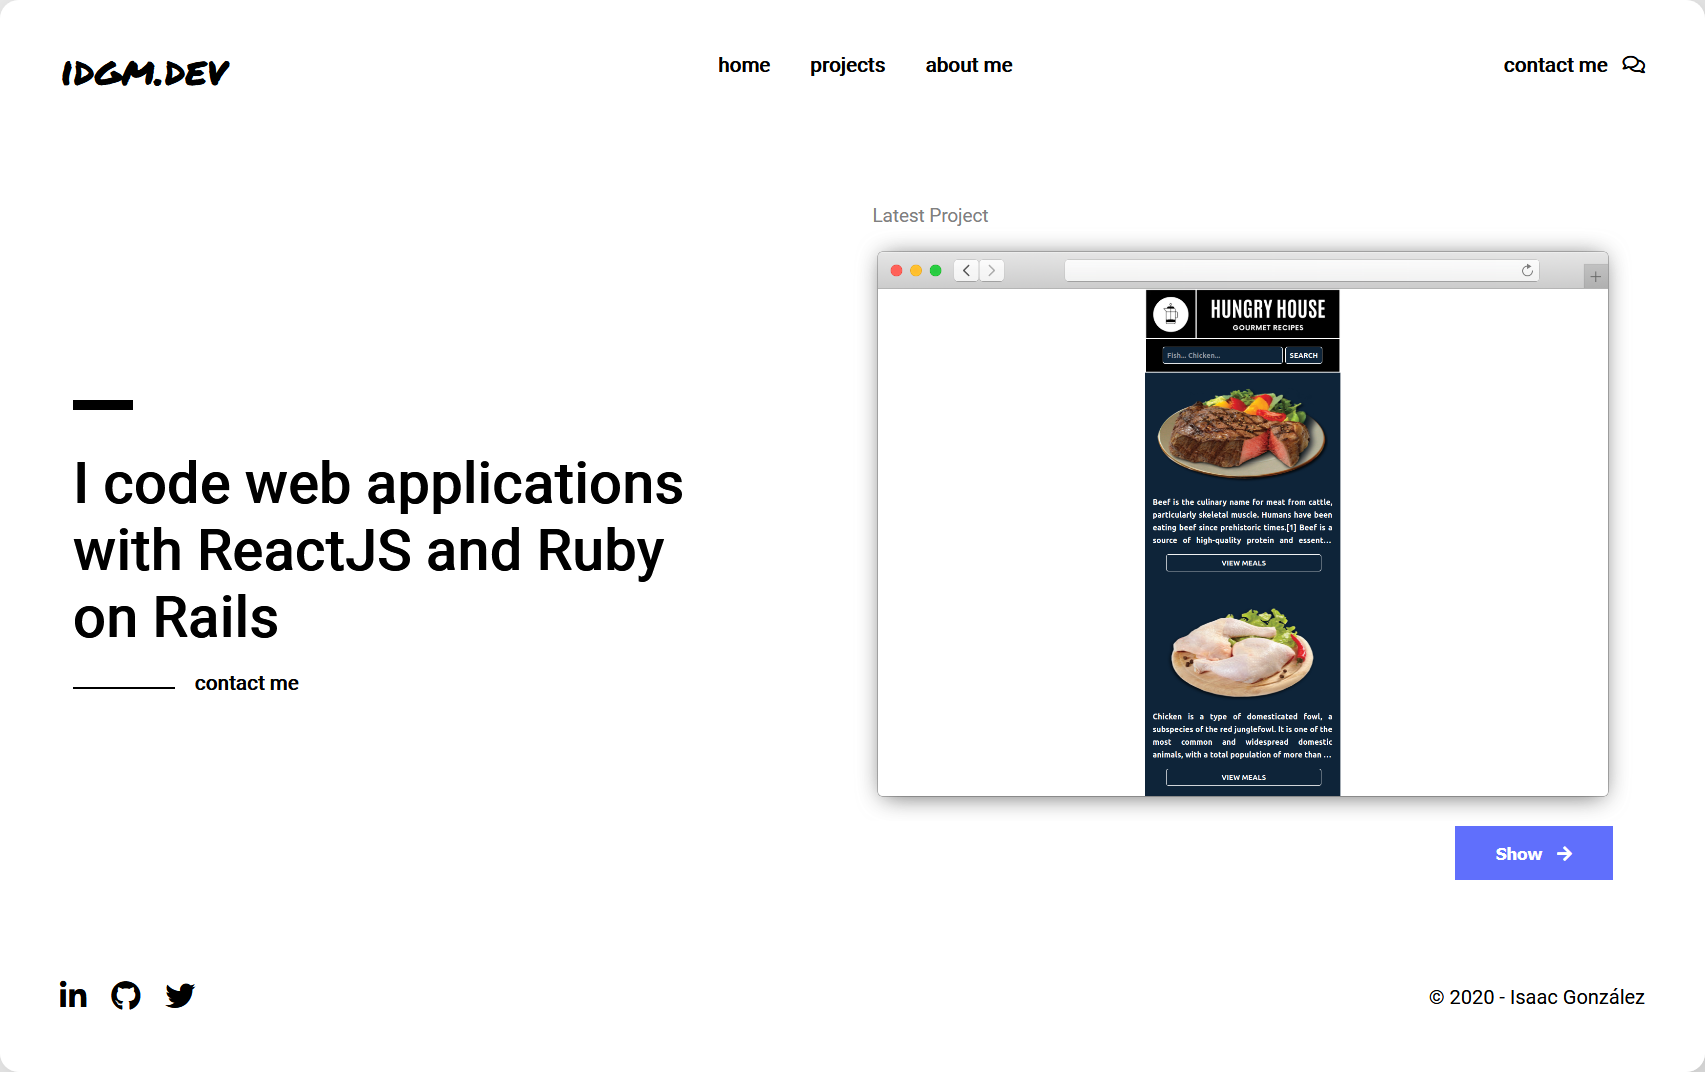 IDGM.DEV
home
projects
about me
contact me
Latest Project
HUNGRY HOUSE
GOURMET RECIPES
Fish... Chicken...
SEARCH
Beef is the culinary name for meat from cattle,
particularly skeletal muscle. Humans have been
eating beef since prehistoric times.[1] Beef is a
source of high-quality protein and essent...
VIEW MEALS
Chicken is a type of domesticated fowl, a
subspecies of the red junglefowl. It is one of the
most common and widespread domestic
animals, with a total population of more than ...
VIEW MEALS
I code web applications
with ReactJS and Ruby
on Rails
contact me
Show
in
© 2020 - Isaac González